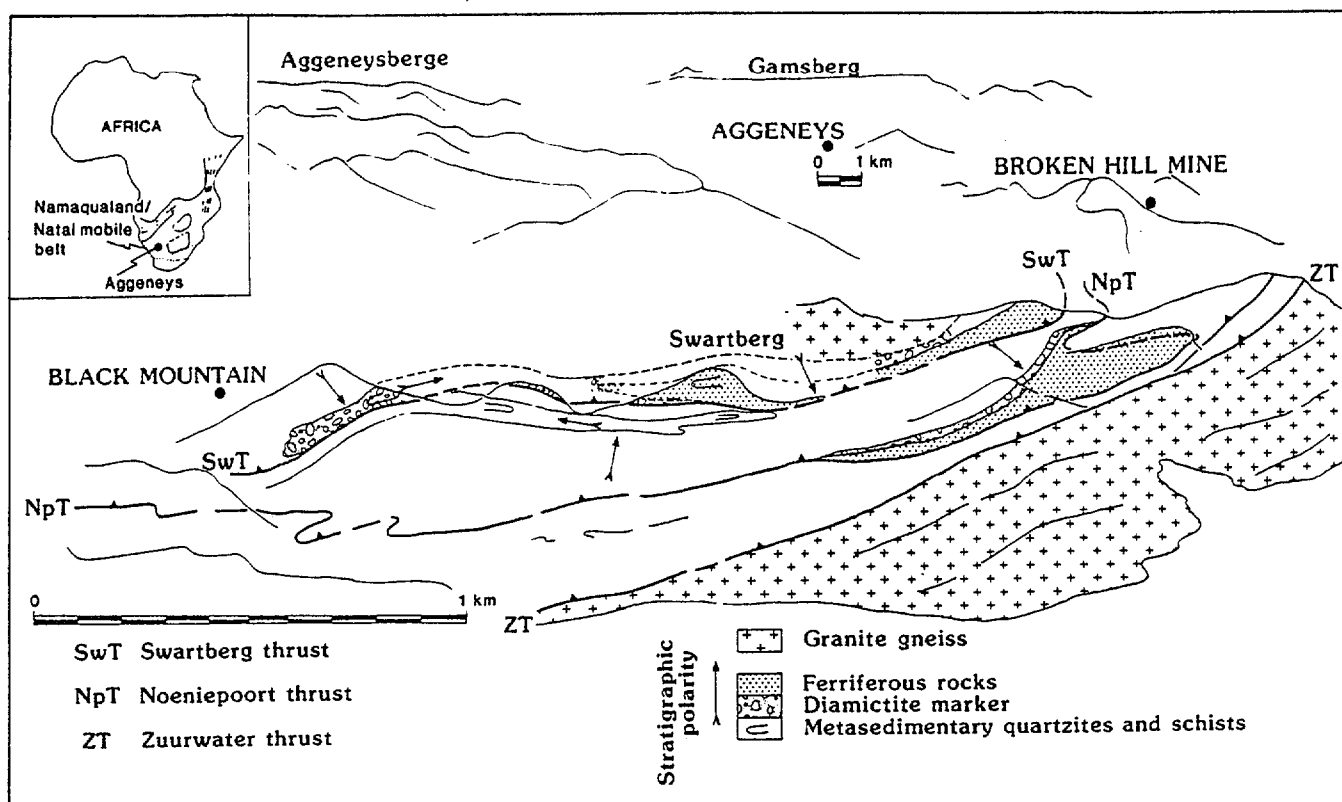 Aggeneysberge
Gamsberg
AFRICA
AGGENEYS
0 1 km
BROKEN HILL MINE
Namaqualand/
Natal mobile
belt
Aggeneys
SwT
NpT
ZT
Swartberg
BLACK MOUNTAIN
SwT
NpT
0 1 km
ZT
SwT Swartberg thrust
NpT Noeniepoort thrust
ZT Zuurwater thrust
Stratigraphic
polarity
Granite gneiss
Ferriferous rocks
Diamictite marker
Metasedimentary quartzites and schists